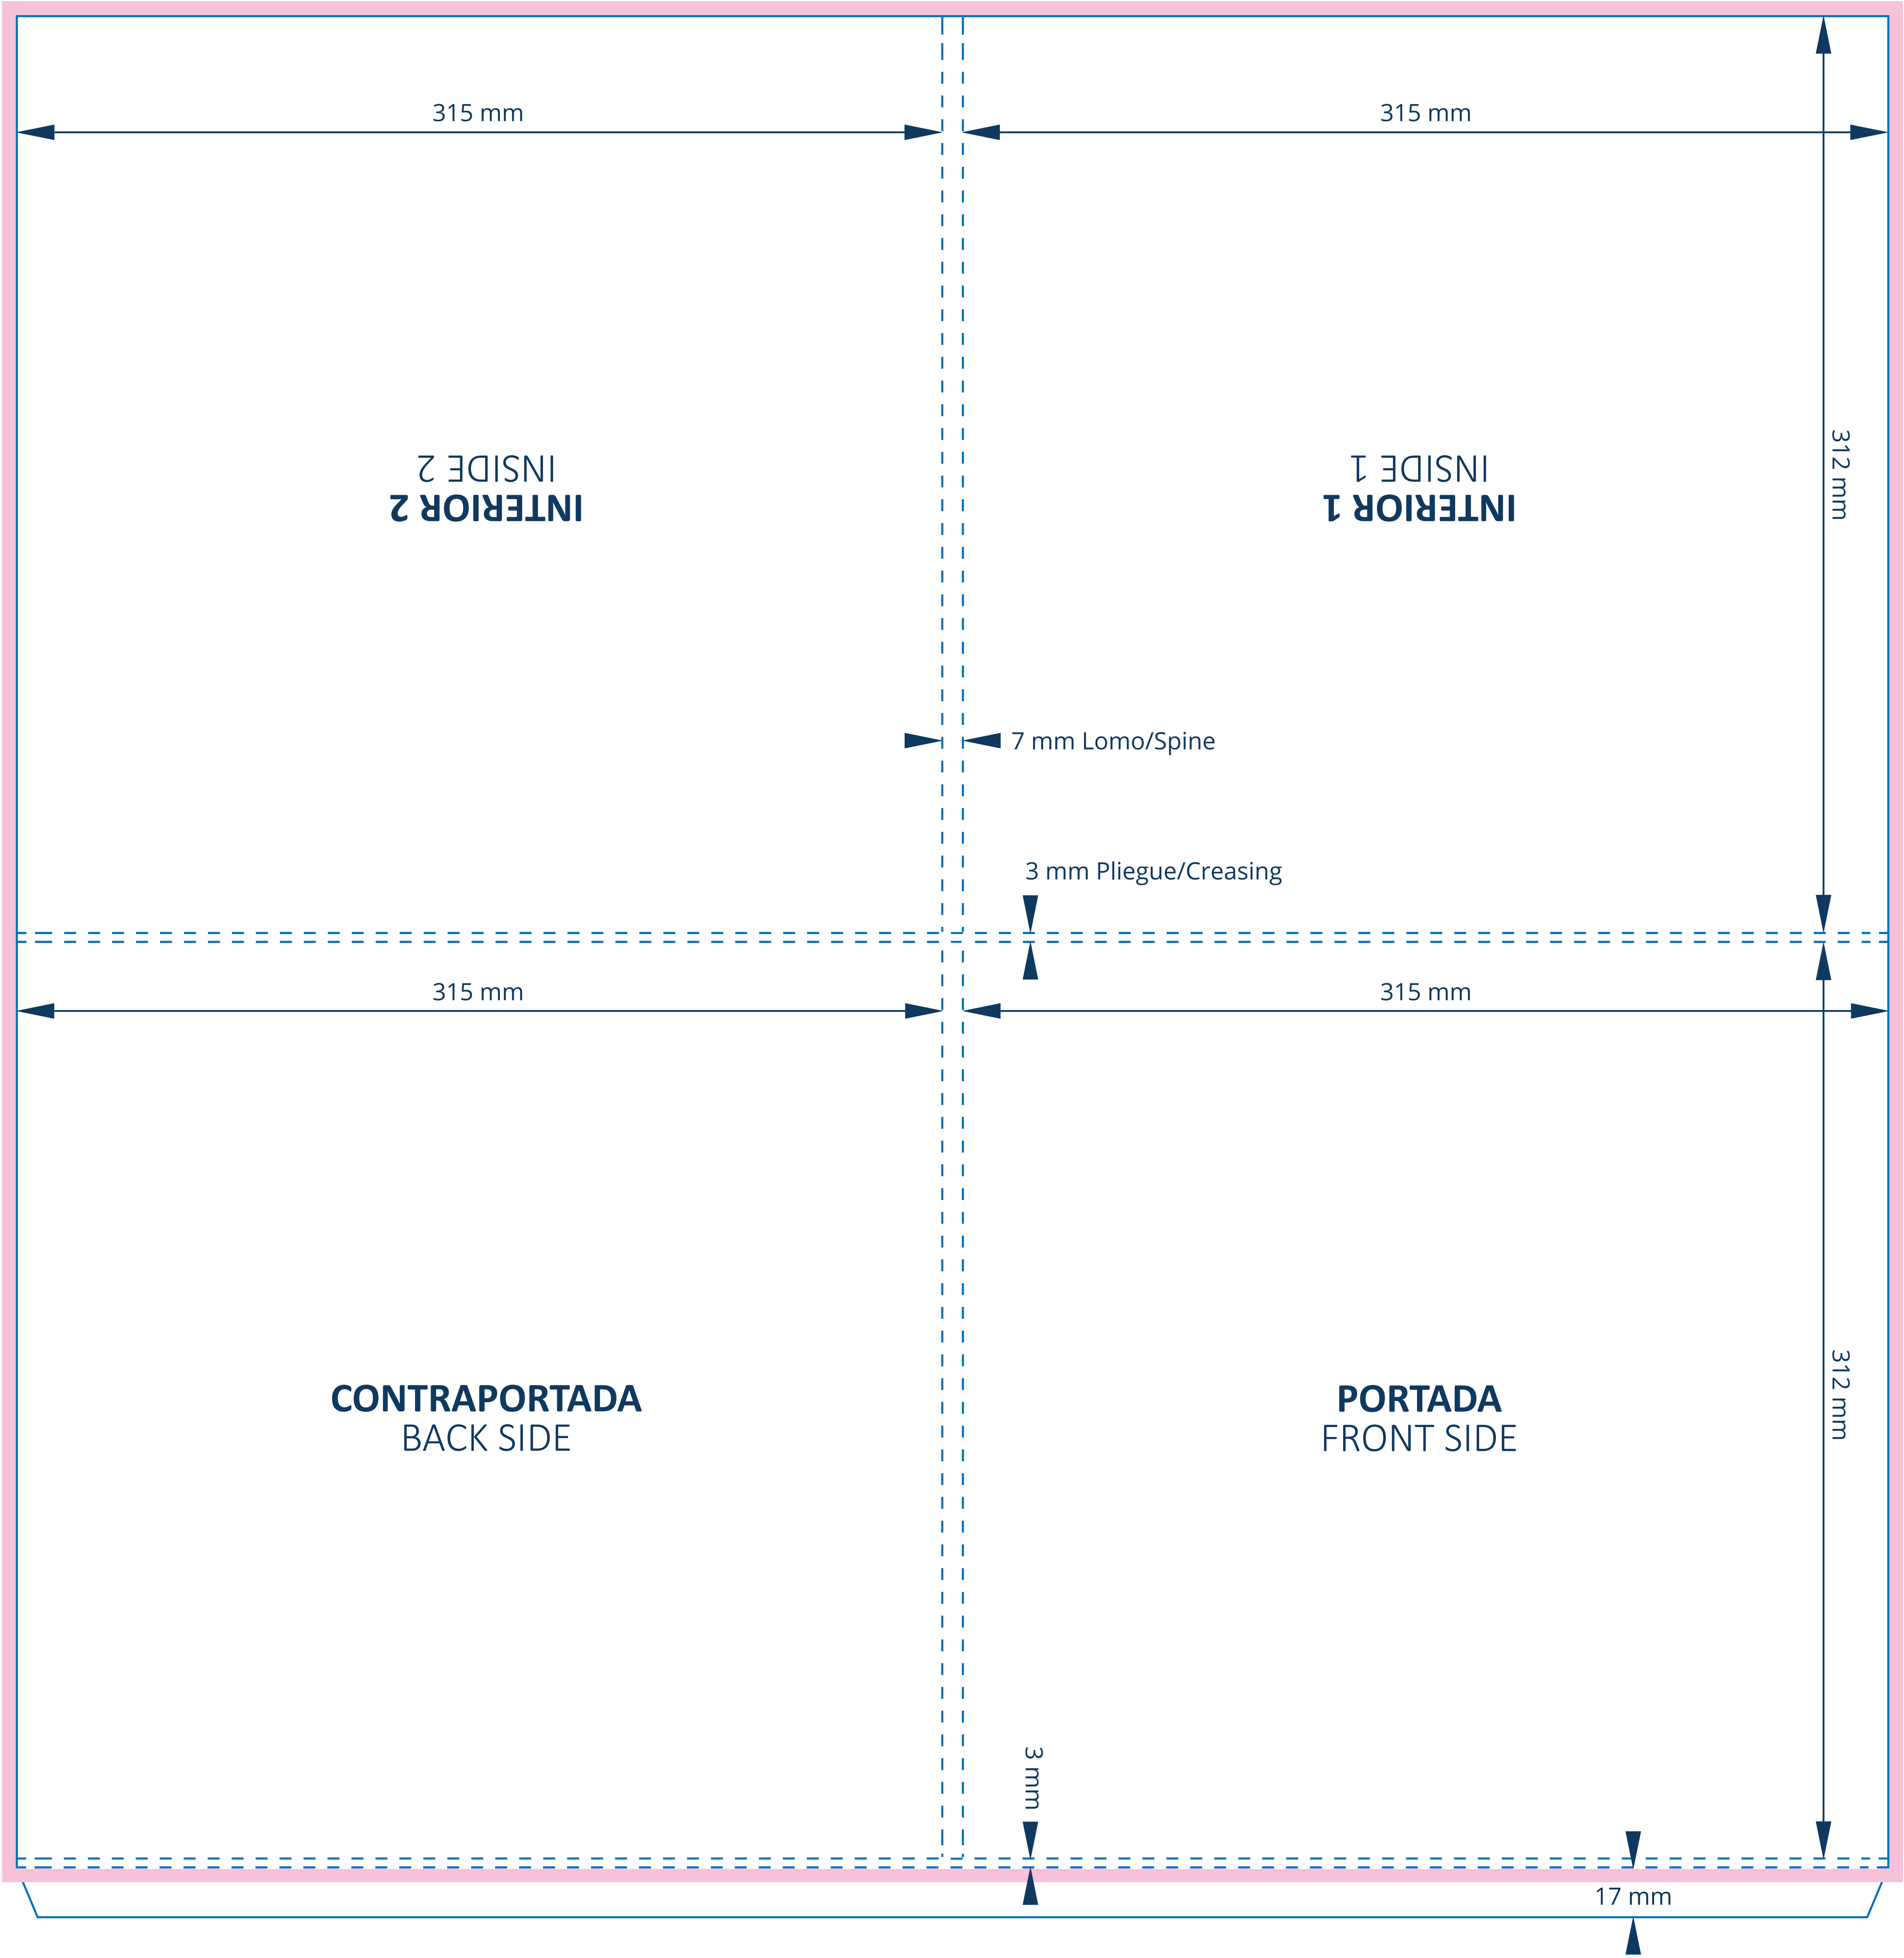 315 mm
315 mm
312 mm
INTERIOR 2
INSIDE 2
INTERIOR 1
INSIDE 1
7 mm Lomo/Spine
3 mm Pliegue/Creasing
315 mm
315 mm
312 mm
CONTRAPORTADA
BACK SIDE
PORTADA
FRONT SIDE
3 mm
17 mm